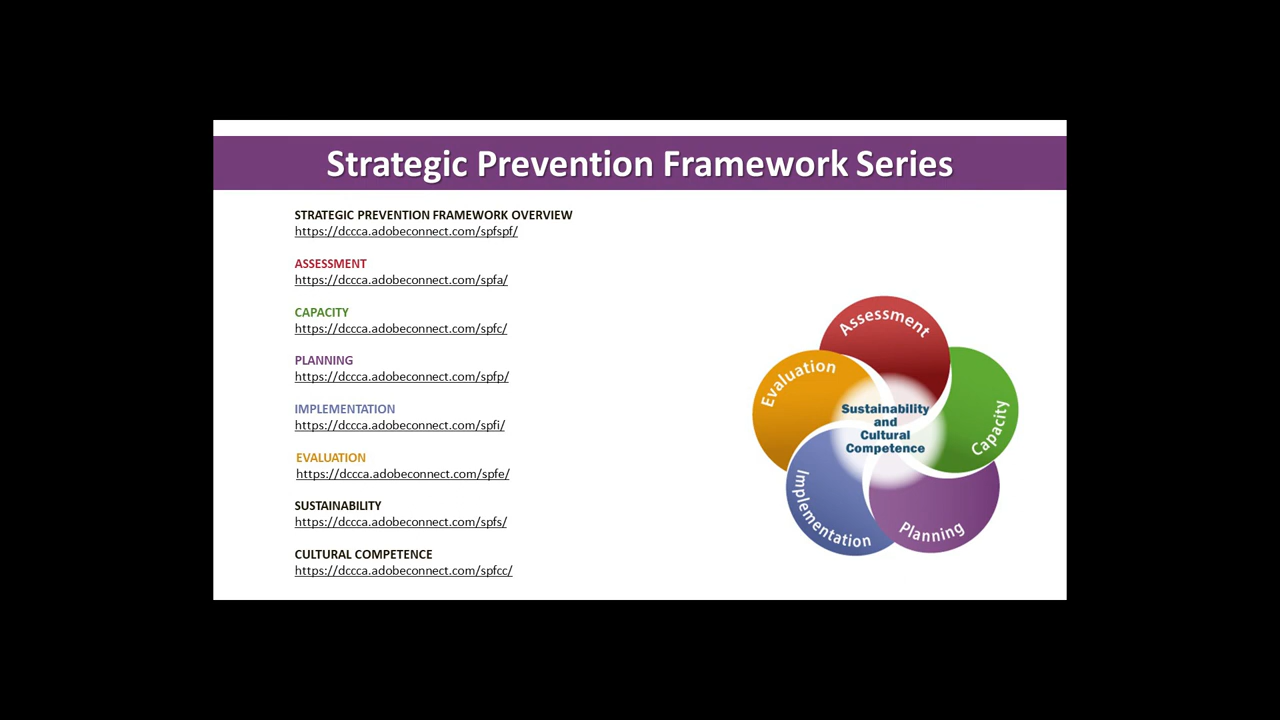 Strategic Prevention Framework Series
STRATEGIC PREVENTION FRAMEWORK OVERVIEW
https://dccca.adobeconnect.com/spfspf/
ASSESSMENT
https://dccca.adobeconnect.com/spfa/
CAPACITY
https://dccca.adobeconnect.com/spfc/
PLANNING
https://dccca.adobeconnect.com/spfp/
IMPLEMENTATION
https://dccca.adobeconnect.com/spfi/
EVALUATION
https://dccca.adobeconnect.com/spfe/
SUSTAINABILITY
https://dccca.adobeconnect.com/spfs/
CULTURAL COMPETENCE
https://dccca.adobeconnect.com/spfcc/
Assessment
Capacity
Planning
Implementation
Evaluation
Sustainability
and
Cultural
Competence